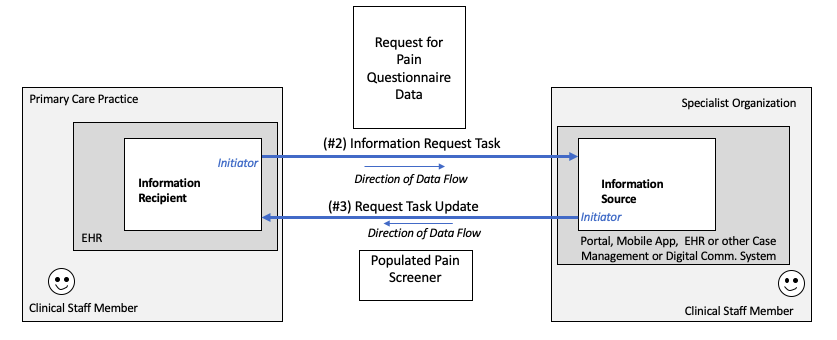 Request for
Pain
Questionnaire
Data
Primary Care Practice
Specialist Organization
(#2) Information Request Task
Initiator
Direction of Data Flow
Information
Recipient
Information
Source
(#3) Request Task Update
Initiator
Direction of Data Flow
EHR
Portal, Mobile App, EHR or other Case
Management or Digital Comm. System
Populated Pain
Screener
Clinical Staff Member
Clinical Staff Member